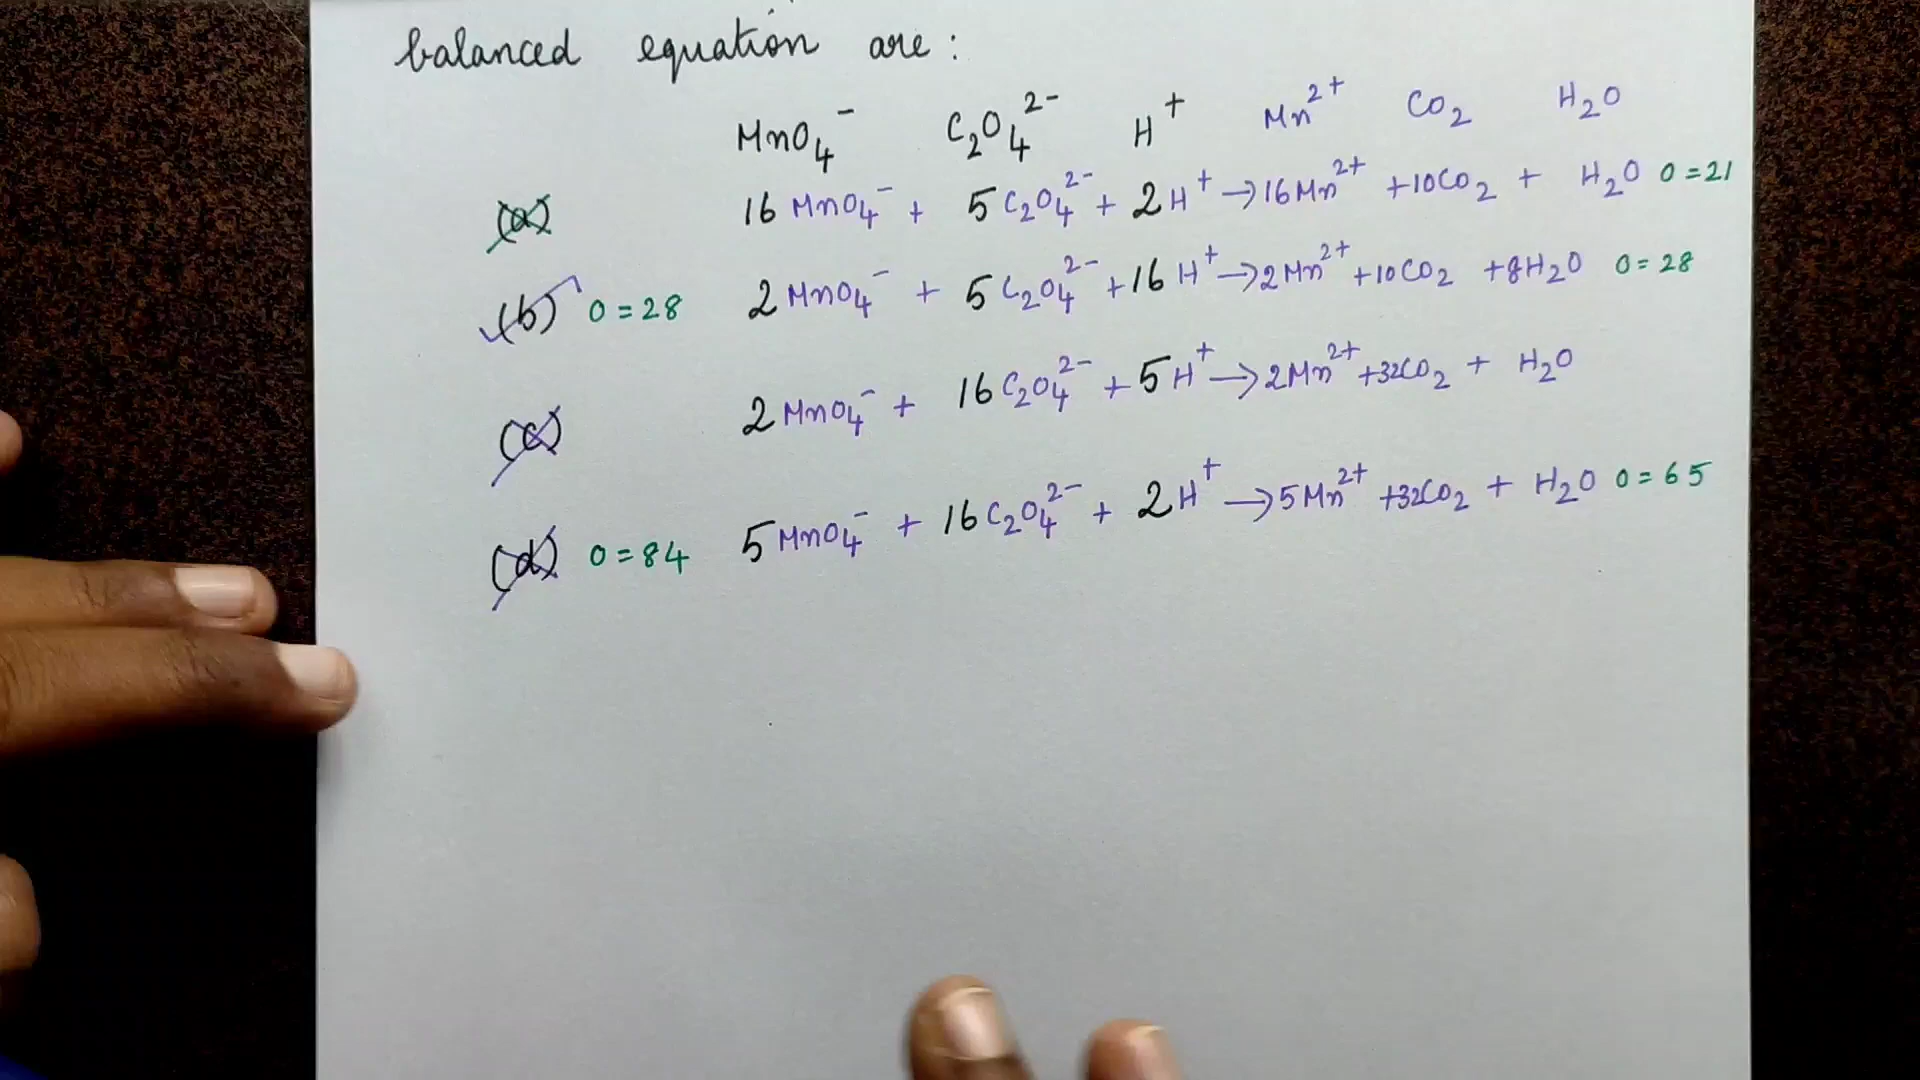 balanced equation are :
MnO₄⁻ C₂O₄²⁻ H⁺ Mn²⁺ CO₂ H₂O
(a) 16 MnO₄⁻ + 5 C₂O₄²⁻ + 2 H⁺ → 16 Mn²⁺ + 10 CO₂ + H₂O O = 21
(b) O = 28 2 MnO₄⁻ + 5 C₂O₄²⁻ + 16 H⁺ → 2 Mn²⁺ + 10 CO₂ + 8 H₂O O = 28
(c) 2 MnO₄⁻ + 16 C₂O₄²⁻ + 5 H⁺ → 2 Mn²⁺ + 32 CO₂ + H₂O
(d) O = 84 5 MnO₄⁻ + 16 C₂O₄²⁻ + 2 H⁺ → 5 Mn²⁺ + 32 CO₂ + H₂O O = 65